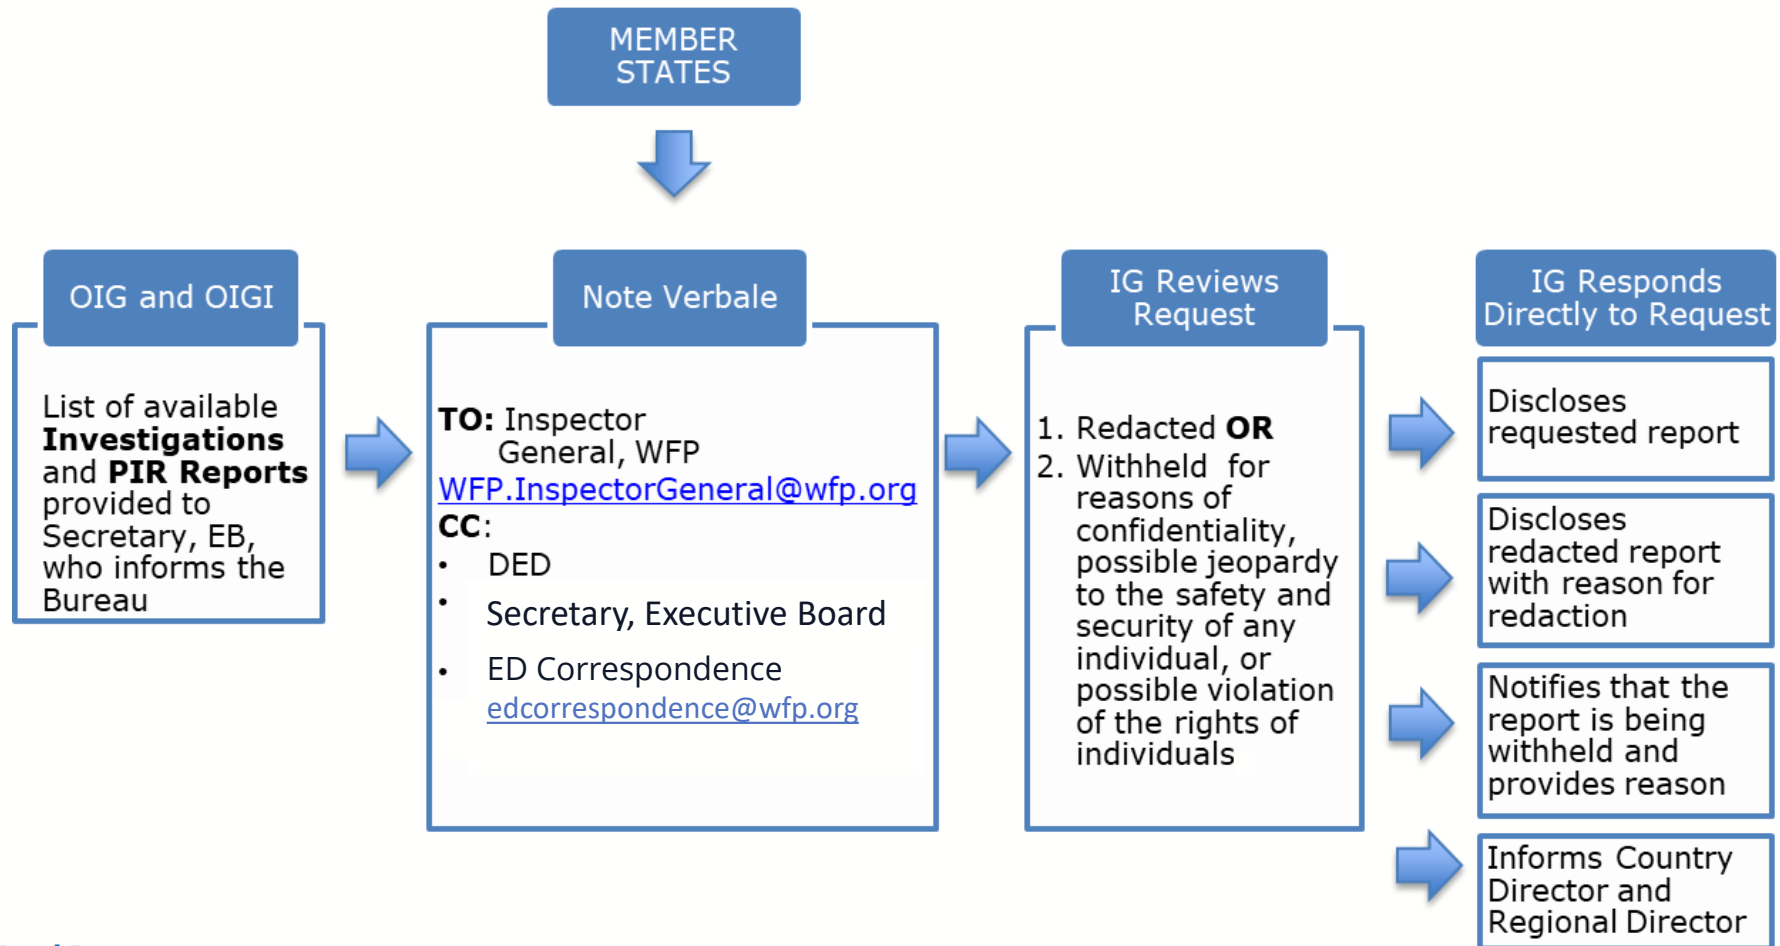 MEMBER
STATES
OIG and OIGI
List of available
Investigations
and PIR Reports
provided to
Secretary, EB,
who informs the
Bureau
Note Verbale
TO: Inspector
General, WFP
WFP.InspectorGeneral@wfp.org
CC:
• DED
• Secretary, Executive Board
• ED Correspondence
edcorrespondence@wfp.org
IG Reviews
Request
1. Redacted OR
2. Withheld for
reasons of
confidentiality,
possible jeopardy
to the safety and
security of any
individual, or
possible violation
of the rights of
individuals
IG Responds
Directly to Request
Discloses
requested report
Discloses
redacted report
with reason for
redaction
Notifies that the
report is being
withheld and
provides reason
Informs Country
Director and
Regional Director